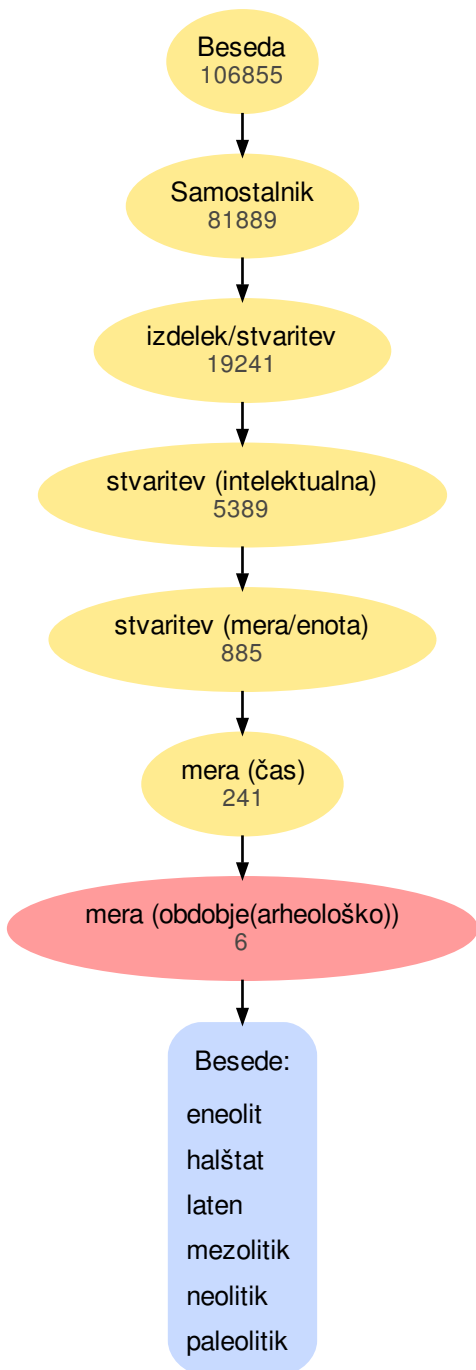 Beseda
106855
Samostalnik
81889
izdelek/stvaritev
19241
stvaritev (intelektualna)
5389
stvaritev (mera/enota)
885
mera (čas)
241
mera (obdobje(arheološko))
6
Besede:
eneolit
halštat
laten
mezolitik
neolitik
paleolitik